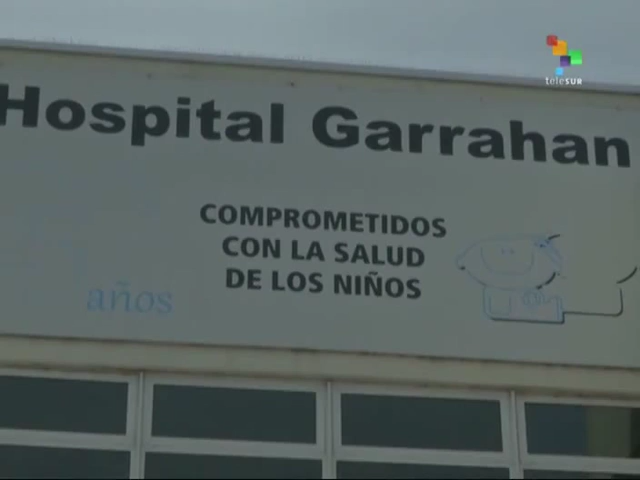 teleSUR
Hospital Garrahan
COMPROMETIDOS
CON LA SALUD
DE LOS NIÑOS
años